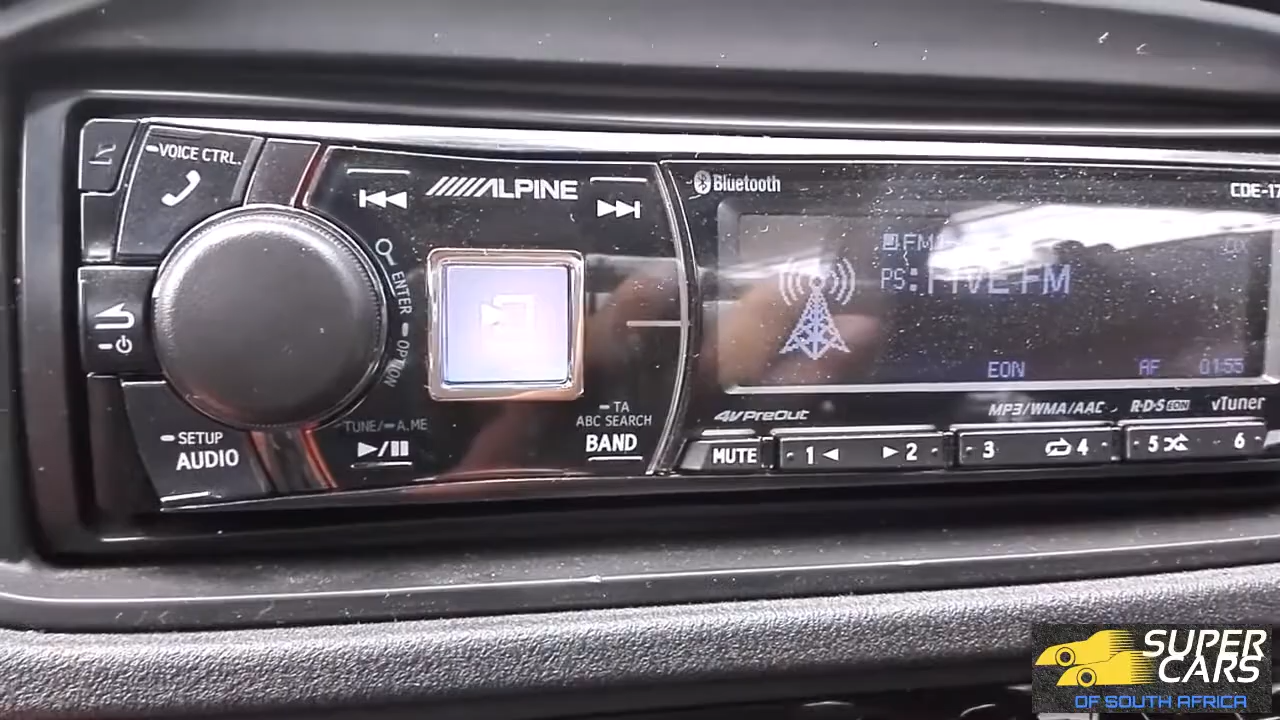 VOICE CTRL.
ALPINE
Bluetooth
CDE-17
FM
PS: FIVE FM
ENTER
OPTION
EON
AF
01:55
TA
ABC SEARCH
BAND
TUNE/ A.ME
SETUP
AUDIO
4V PreOut
MP3/WMA/AAC
R·D·S EON
vTuner
MUTE
1
2
3
4
5
6
SUPER
CARS
OF SOUTH AFRICA